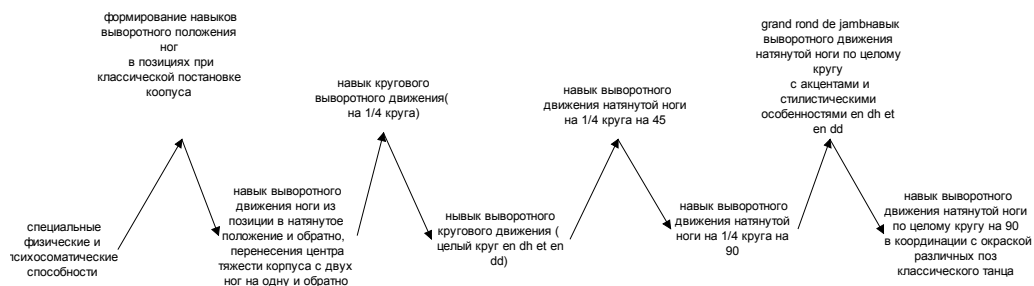 формирование навыков
выворотного положения
ног
в позициях при
классической постановке
коопуса
навык кругового
выворотного движения(
на 1/4 круга)
навык выворотного
движения натянутой ноги
на 1/4 круга на 45
grand rond de jambнавык
выворотного движения
натянутой ноги по целому
кругу
с акцентами и
стилистическими
особенностями en dh et
en dd
специальные
физические и
психосоматические
способности
навык выворотного
движения ноги из
позиции в натянутое
положение и обратно,
перенесения центра
тяжести корпуса с двух
ног на одну и обратно
нывык выворотного
кругового движения (
целый круг en dh et en
dd)
навык выворотного
движения натянутой
ноги на 1/4 круга на
90
навык выворотного
движения натянутой ноги
по целому кругу на 90
в координации с окраской
различных поз
классического танца